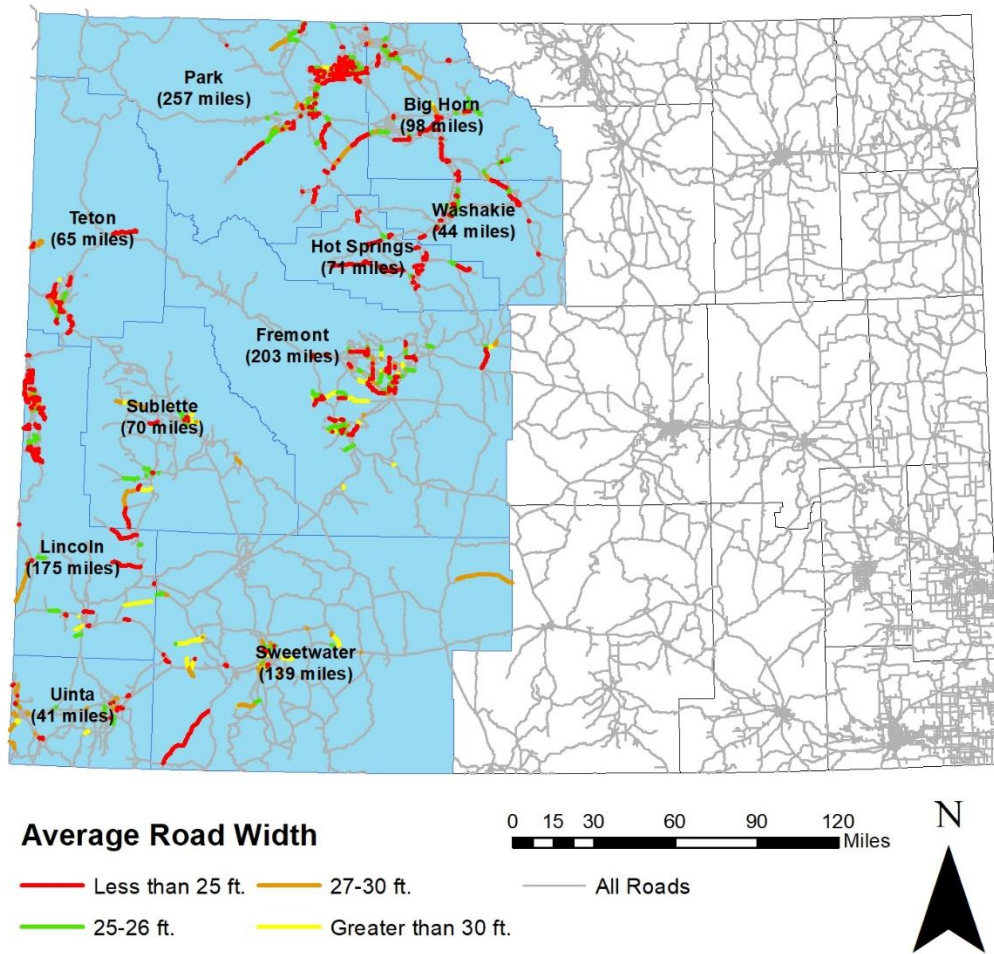 Park
(257 miles)
Big Horn
(98 miles)
Teton
(65 miles)
Washakie
(44 miles)
Hot Springs
(71 miles)
Fremont
(203 miles)
Sublette
(70 miles)
Lincoln
(175 miles)
Sweetwater
(139 miles)
Uinta
(41 miles)
Average Road Width
0 15 30 60 90 120
Miles
N
Less than 25 ft.
27-30 ft.
All Roads
25-26 ft.
Greater than 30 ft.